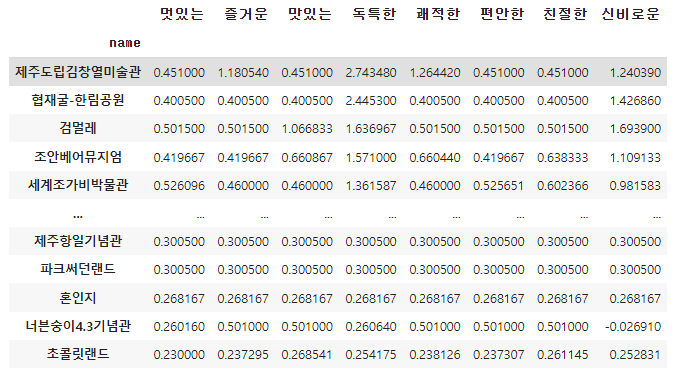 멋있는 즐거운 맛있는 독특한 쾌적한 편안한 친절한 신비로운
name
제주도립김창열미술관 0.451000 1.180540 0.451000 2.743480 1.264420 0.451000 0.451000 1.240390
협재굴-한림공원 0.400500 0.400500 0.400500 2.445300 0.400500 0.400500 0.400500 1.426860
검멀레 0.501500 0.501500 1.066833 1.636967 0.501500 0.501500 0.501500 1.693900
조안베어뮤지엄 0.419667 0.419667 0.660867 1.571000 0.660440 0.419667 0.638333 1.109133
세계조가비박물관 0.526096 0.460000 0.460000 1.361587 0.460000 0.525651 0.602366 0.981583
... ... ... ... ... ... ... ... ...
제주항일기념관 0.300500 0.300500 0.300500 0.300500 0.300500 0.300500 0.300500 0.300500
파크써던랜드 0.300500 0.300500 0.300500 0.300500 0.300500 0.300500 0.300500 0.300500
혼인지 0.268167 0.268167 0.268167 0.268167 0.268167 0.268167 0.268167 0.268167
너븐숭이4.3기념관 0.260160 0.501000 0.501000 0.260640 0.501000 0.501000 0.501000 -0.026910
초콜릿랜드 0.230000 0.237295 0.268541 0.254175 0.238126 0.237307 0.261145 0.252831